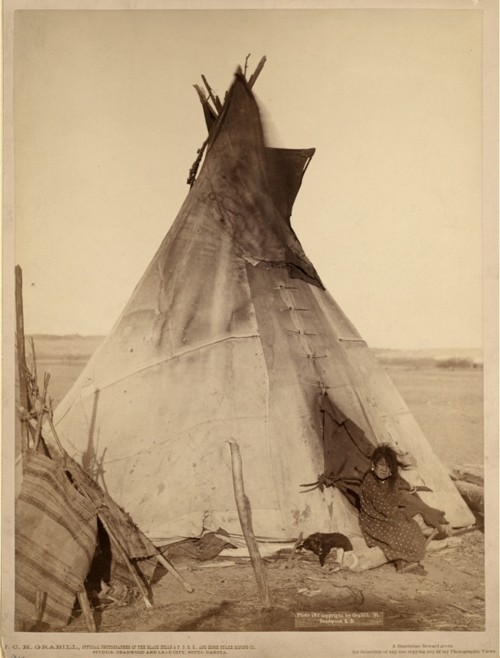 Photo and copyright by Grabill, '91.
Deadwood, S. D.
J. C. H. GRABILL, OFFICIAL PHOTOGRAPHER OF THE BLACK HILLS & F. P. R. R., AND HOME STAKE MINING CO.
STUDIOS: DEADWOOD AND LEAD CITY, SOUTH DAKOTA.
A Handsome Reward given
for detection of any one copying any of my Photographic Views